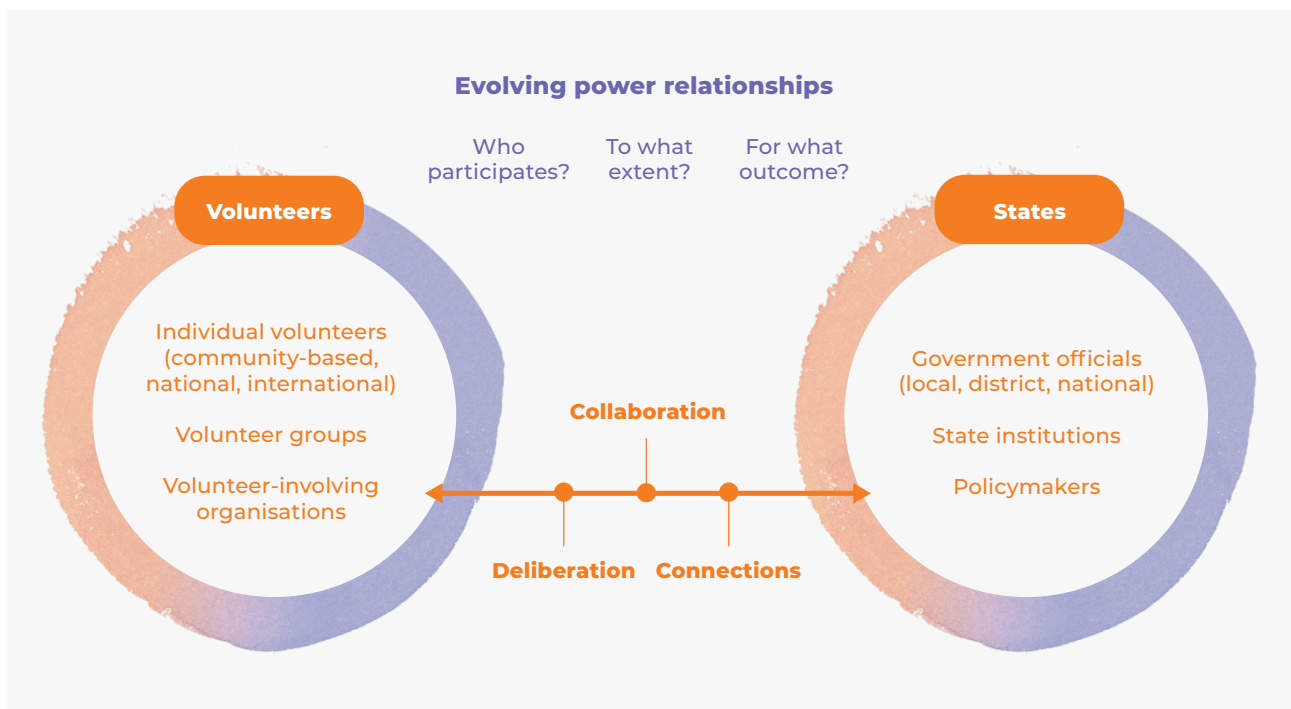 Evolving power relationships
Who
participates?
To what
extent?
For what
outcome?
Volunteers
Individual volunteers
(community-based,
national, international)
Volunteer groups
Volunteer-involving
organisations
Collaboration
Deliberation
Connections
States
Government officials
(local, district, national)
State institutions
Policymakers